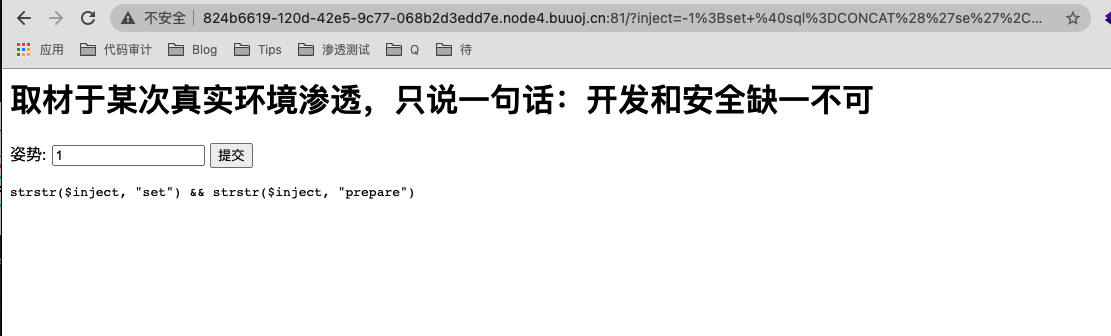 不安全 824b6619-120d-42e5-9c77-068b2d3edd7e.node4.buuoj.cn:81/?inject=-1%3Bset+%40sql%3DCONCAT%28%27se%27%2C...
应用 代码审计 Blog Tips 渗透测试 Q 待
取材于某次真实环境渗透，只说一句话：开发和安全缺一不可
姿势: 1 提交
strstr($inject, "set") && strstr($inject, "prepare")